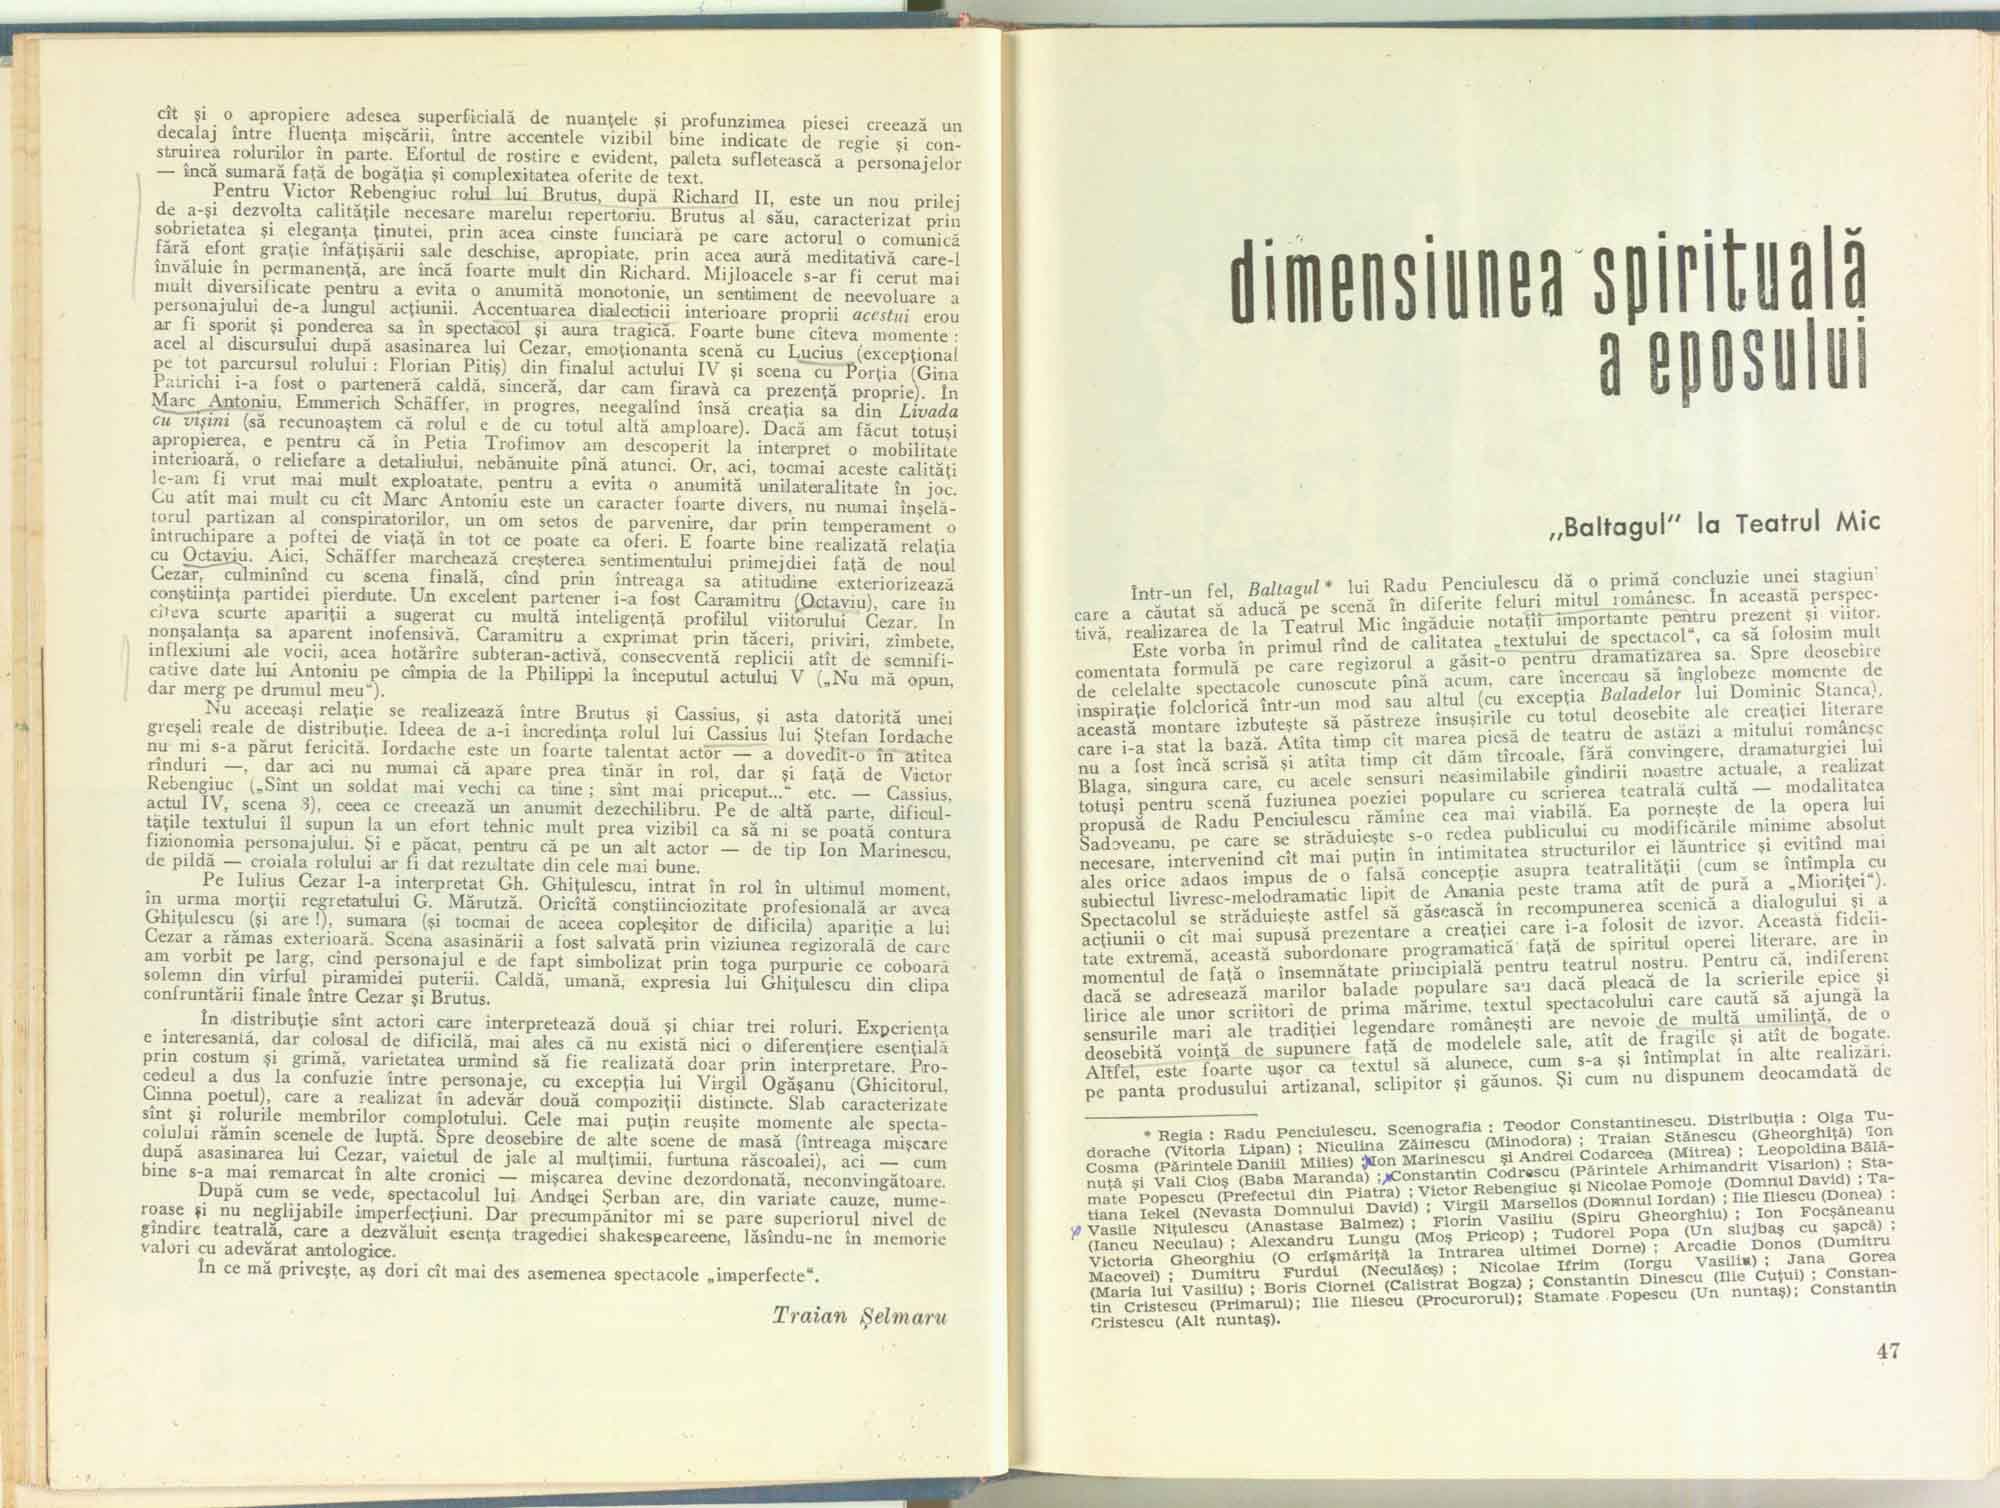 cît și o apropiere adesea superficială de nuanțele și profunzimea piesei creează un
decalaj între fluența mișcării, între accentele vizibil bine indicate de regie și con-
struirea rolurilor în parte. Efortul de rostire e evident, paleta sufletească a personajelor
— încă sumară față de bogăția și complexitatea oferite de text.
Pentru Victor Rebengiuc rolul lui Brutus, după Richard II, este un nou prilej
de a-și dezvolta calitățile necesare marelui repertoriu. Brutus al său, caracterizat prin
sobrietatea și eleganța ținutei, prin acea cinste funciară pe care actorul o comunică
fără efort grație înfățișării sale deschise, apropiate, prin acea aură meditativă care-l
învăluie în permanență, are încă foarte mult din Richard. Mijloacele s-ar fi cerut mai
mult diversificate pentru a evita o anumită monotonie, un sentiment de neevoluare a
personajului de-a lungul acțiunii. Accentuarea dialecticii interioare proprii acestui erou
ar fi sporit și ponderea sa în spectacol și aura tragică. Foarte bune cîteva momente :
acel al discursului după asasinarea lui Cezar, emoționanta scenă cu Lucius (excepțional
pe tot parcursul rolului : Florian Pitiș) din finalul actului IV și scena cu Porția (Gina
Patrichi i-a fost o parteneră caldă, sinceră, dar cam firavă ca prezență proprie). In
Marc Antoniu, Emmerich Schäffer, in progres, neegalînd însă creația sa din Livada
cu vișini (să recunoaștem că rolul e de cu totul altă amploare). Dacă am făcut totuși
apropierea, e pentru că în Petia Trofimov am descoperit la interpret o mobilitate
interioară, o reliefare a detaliului, nebănuite pînă atunci. Or, aci, tocmai aceste calități
le-am fi vrut mai mult exploatate, pentru a evita o anumită unilateralitate în joc.
Cu atît mai mult cu cît Marc Antoniu este un caracter foarte divers, nu numai înșelă-
torul partizan al conspiratorilor, un om setos de parvenire, dar prin temperament o
întruchipare a poftei de viață în tot ce poate ea oferi. E foarte bine realizată relația
cu Octaviu. Aici, Schäffer marchează creșterea sentimentului primejdiei față de noul
Cezar, culminînd cu scena finală, cînd prin întreaga sa atitudine exteriorizează
conștiința partidei pierdute. Un excelent partener i-a fost Caramitru (Octaviu), care în
cîteva scurte apariții a sugerat cu multă inteligență profilul viitorului Cezar. In
nonșalanța sa aparent inofensivă, Caramitru a exprimat prin tăceri, priviri, zîmbete,
inflexiuni ale vocii, acea hotărîre subteran-activă, consecventă replicii atît de semnifi-
cative date lui Antoniu pe cîmpia de la Philippi la începutul actului V („Nu mă opun,
dar merg pe drumul meu“).
Nu aceeași relație se realizează între Brutus și Cassius, și asta datorită unei
greșeli reale de distribuție. Ideea de a-i încredința rolul lui Cassius lui Ștefan Iordache
nu mi s-a părut fericită. Iordache este un foarte talentat actor — a dovedit-o în atîtea
rînduri —, dar aci nu numai că apare prea tînăr in rol, dar și față de Victor
Rebengiuc („Sînt un soldat mai vechi ca tine ; sînt mai priceput...“ etc. — Cassius,
actul IV, scena 3), ceea ce creează un anumit dezechilibru. Pe de altă parte, dificul-
tățile textului îl supun la un efort tehnic mult prea vizibil ca să ni se poată contura
fizionomia personajului. Și e păcat, pentru că pe un alt actor — de tip Ion Marinescu,
de pildă — croiala rolului ar fi dat rezultate din cele mai bune.
Pe Iulius Cezar l-a interpretat Gh. Ghițulescu, intrat în rol în ultimul moment,
în urma morții regretatului G. Mărutză. Oricîtă conștiinciozitate profesională ar avea
Ghițulescu (și are !), sumara (și tocmai de aceea copleșitor de dificila) apariție a lui
Cezar a rămas exterioară. Scena asasinării a fost salvată prin viziunea regizorală de care
am vorbit pe larg, cînd personajul e de fapt simbolizat prin toga purpurie ce coboară
solemn din vîrful piramidei puterii. Caldă, umană, expresia lui Ghițulescu din clipa
confruntării finale între Cezar și Brutus.
În distribuție sînt actori care interpretează două și chiar trei roluri. Experiența
e interesantă, dar colosal de dificilă, mai ales că nu există nici o diferențiere esențială
prin costum și grimă, varietatea urmînd să fie realizată doar prin interpretare. Pro-
cedeul a dus la confuzie între personaje, cu excepția lui Virgil Ogășanu (Ghicitorul,
Cinna poetul), care a realizat în adevăr două compoziții distincte. Slab caracterizate
sînt și rolurile membrilor complotului. Cele mai puțin reușite momente ale specta-
colului rămîn scenele de luptă. Spre deosebire de alte scene de masă (întreaga mișcare
după asasinarea lui Cezar, vaietul de jale al mulțimii, furtuna răscoalei), aci — cum
bine s-a mai remarcat în alte cronici — mișcarea devine dezordonată, neconvingătoare.
După cum se vede, spectacolul lui Andrei Șerban are, din variate cauze, nume-
roase și nu neglijabile imperfecțiuni. Dar precumpănitor mi se pare superiorul nivel de
gîndire teatrală, care a dezvăluit esența tragediei shakespeareene, lăsîndu-ne în memorie
valori cu adevărat antologice.
În ce mă privește, aș dori cît mai des asemenea spectacole „imperfecte“.
Traian Șelmaru
dimensiunea spirituală
a eposului
„Baltagul“ la Teatrul Mic
Într-un fel, Baltagul* lui Radu Penciulescu dă o primă concluzie unei stagiun
care a căutat să aducă pe scenă în diferite feluri mitul românesc. În această perspec-
tivă, realizarea de la Teatrul Mic îngăduie notații importante pentru prezent și viitor.
Este vorba în primul rînd de calitatea „textului de spectacol“, ca să folosim mult
comentata formulă pe care regizorul a găsit-o pentru dramatizarea sa. Spre deosebire
de celelalte spectacole cunoscute pînă acum, care încercau să înglobeze momente de
inspirație folclorică într-un mod sau altul (cu excepția Baladelor lui Dominic Stanca),
această montare izbutește să păstreze însușirile cu totul deosebite ale creației literare
care i-a stat la bază. Atîta timp cît marea piesă de teatru de astăzi a mitului românesc
nu a fost încă scrisă și atîta timp cît dăm tîrcoale, fără convingere, dramaturgiei lui
Blaga, singura care, cu acele sensuri neasimilabile gîndirii noastre actuale, a realizat
totuși pentru scenă fuziunea poeziei populare cu scrierea teatrală cultă — modalitatea
propusă de Radu Penciulescu rămîne cea mai viabilă. Ea pornește de la opera lui
Sadoveanu, pe care se străduiește s-o redea publicului cu modificările minime absolut
necesare, intervenind cît mai puțin în intimitatea structurilor ei lăuntrice și evitînd mai
ales orice adaos impus de o falsă concepție asupra teatralității (cum se întîmpla cu
subiectul livresc-melodramatic lipit de Anania peste trama atît de pură a „Mioriței“).
Spectacolul se străduiește astfel să găsească în recompunerea scenică a dialogului și a
acțiunii o cît mai supusă prezentare a creației care i-a folosit de izvor. Această fideli-
tate extremă, această subordonare programatică față de spiritul operei literare, are în
momentul de față o însemnătate principială pentru teatrul nostru. Pentru că, indiferent
dacă se adresează marilor balade populare sau dacă pleacă de la scrierile epice și
lirice ale unor scriitori de prima mărime, textul spectacolului care caută să ajungă la
sensurile mari ale tradiției legendare românești are nevoie de multă umilință, de o
deosebită voință de supunere față de modelele sale, atît de fragile și atît de bogate.
Altfel, este foarte ușor ca textul să alunece, cum s-a și întîmplat in alte realizări.
pe panta produsului artizanal, sclipitor și găunos. Și cum nu dispunem deocamdată de
* Regia : Radu Penciulescu. Scenografia : Teodor Constantinescu. Distribuția : Olga Tu-
dorache (Vitoria Lipan) ; Niculina Zăinescu (Minodora) ; Traian Stănescu (Gheorghiță) Ion
Cosma (Părintele Daniil Milieș) ; Ion Marinescu și Andrei Codarcea (Mitrea) ; Leopoldina Bălă-
nuță și Vali Cioș (Baba Maranda) ; Constantin Codrescu (Părintele Arhimandrit Visarion) ; Sta-
mate Popescu (Prefectul din Piatra) ; Victor Rebengiuc și Nicolae Pomoje (Domnul David) ; Ta-
tiana Iekel (Nevasta Domnului David) ; Virgil Marsellos (Domnul Iordan) ; Ilie Iliescu (Donea) ;
Vasile Nițulescu (Anastase Balmez) ; Florin Vasiliu (Spiru Gheorghiu) ; Ion Focșăneanu
(Iancu Neculau) ; Alexandru Lungu (Moș Pricop) ; Tudorel Popa (Un slujbaș cu șapcă) ;
Victoria Gheorghiu (O crîșmăriță la Intrarea ultimei Dorne) ; Arcadie Donos (Dumitru
Macovei) ; Dumitru Furdui (Neculăeș) ; Nicolae Ifrim (Iorgu Vasiliu) ; Jana Gorea
(Maria lui Vasiliu) ; Boris Ciornei (Calistrat Bogza) ; Constantin Dinescu (Ilie Cuțui) ; Constan-
tin Cristescu (Primarul); Ilie Iliescu (Procurorul); Stamate Popescu (Un nuntaș); Constantin
Cristescu (Alt nuntaș).
47